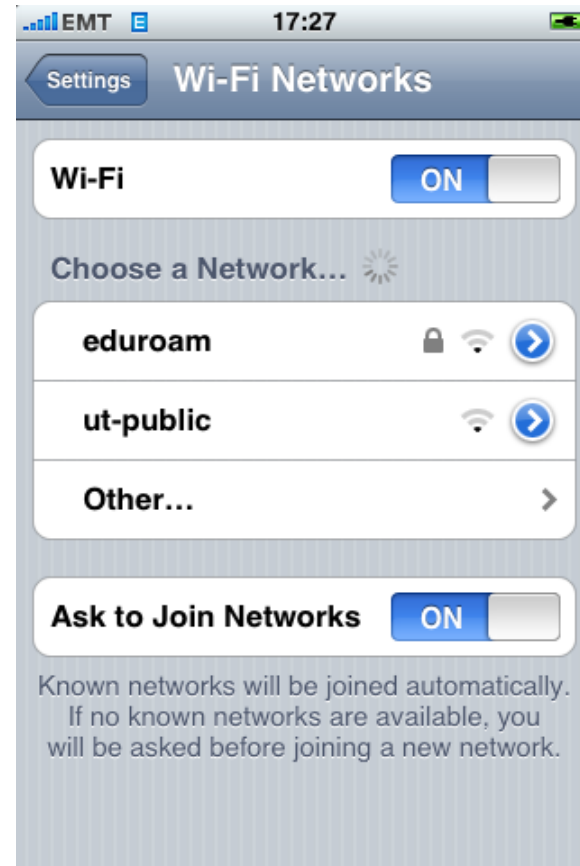 EMT E 17:27
Settings Wi-Fi Networks
Wi-Fi ON
Choose a Network...
eduroam
ut-public
Other...
Ask to Join Networks ON
Known networks will be joined automatically.
If no known networks are available, you
will be asked before joining a new network.